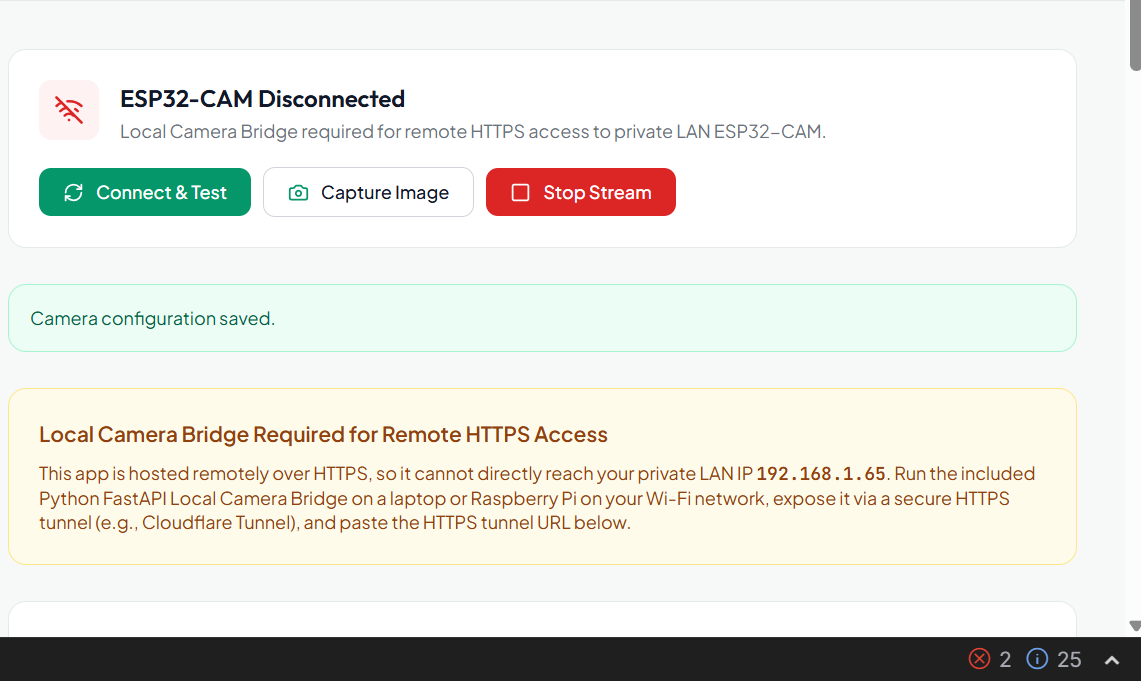 ESP32-CAM Disconnected
Local Camera Bridge required for remote HTTPS access to private LAN ESP32-CAM.
Connect & Test
Capture Image
Stop Stream
Camera configuration saved.
Local Camera Bridge Required for Remote HTTPS Access
This app is hosted remotely over HTTPS, so it cannot directly reach your private LAN IP 192.168.1.65. Run the included
Python FastAPI Local Camera Bridge on a laptop or Raspberry Pi on your Wi-Fi network, expose it via a secure HTTPS
tunnel (e.g., Cloudflare Tunnel), and paste the HTTPS tunnel URL below.
2
25